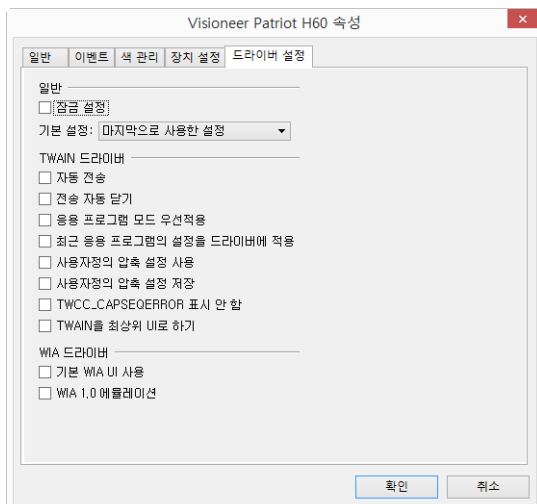 Visioneer Patriot H60 속성
일반 이벤트 색 관리 장치 설정 드라이버 설정
일반
잠금 설정
기본 설정: 마지막으로 사용한 설정
TWAIN 드라이버
자동 전송
전송 자동 닫기
응용 프로그램 모드 우선적용
최근 응용 프로그램의 설정을 드라이버에 적용
사용자정의 압축 설정 사용
사용자정의 압축 설정 저장
TWCC_CAPSEQERROR 표시 안 함
TWAIN을 최상위 UI로 하기
WIA 드라이버
기본 WIA UI 사용
WIA 1.0 에뮬레이션
확인 취소